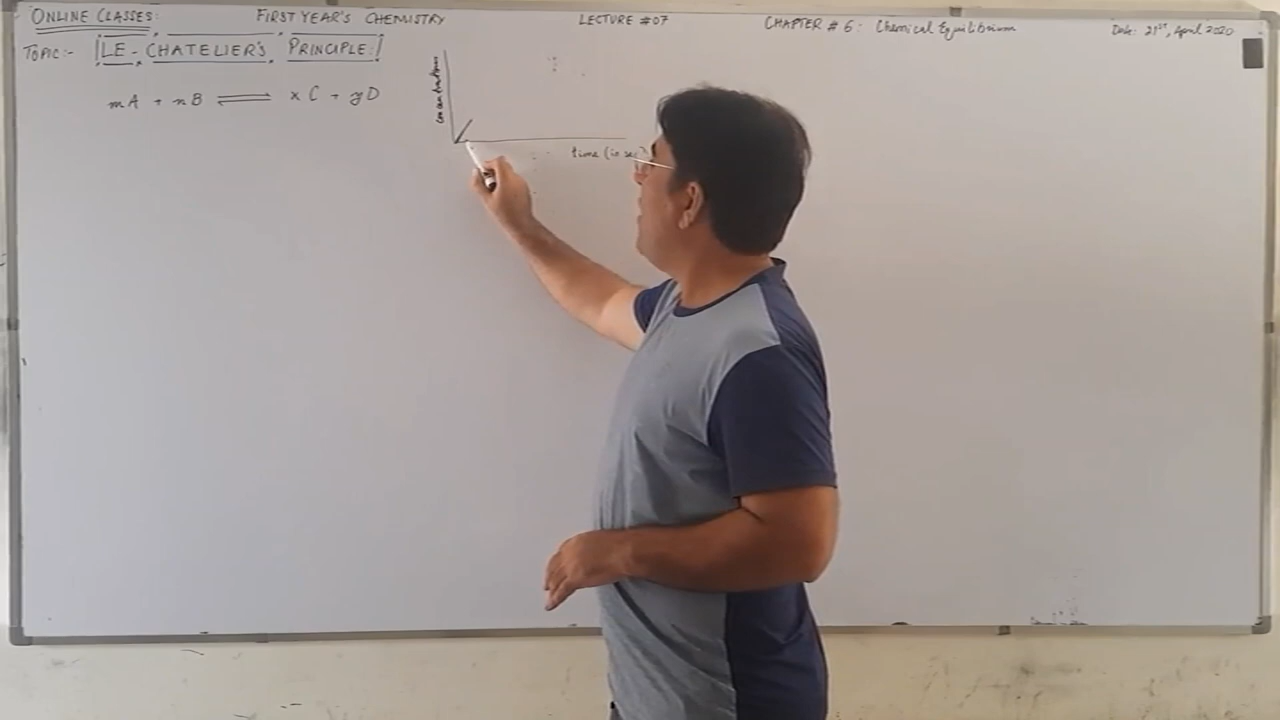 ONLINE CLASSES: FIRST YEAR'S CHEMISTRY LECTURE #07 CHAPTER # 6: Chemical Equilibrium Date: 21st, April 2020
TOPIC:- LE-CHATELIER'S PRINCIPLE:
mA + nB ⇌ xC + yD
concentration
time (in sec)